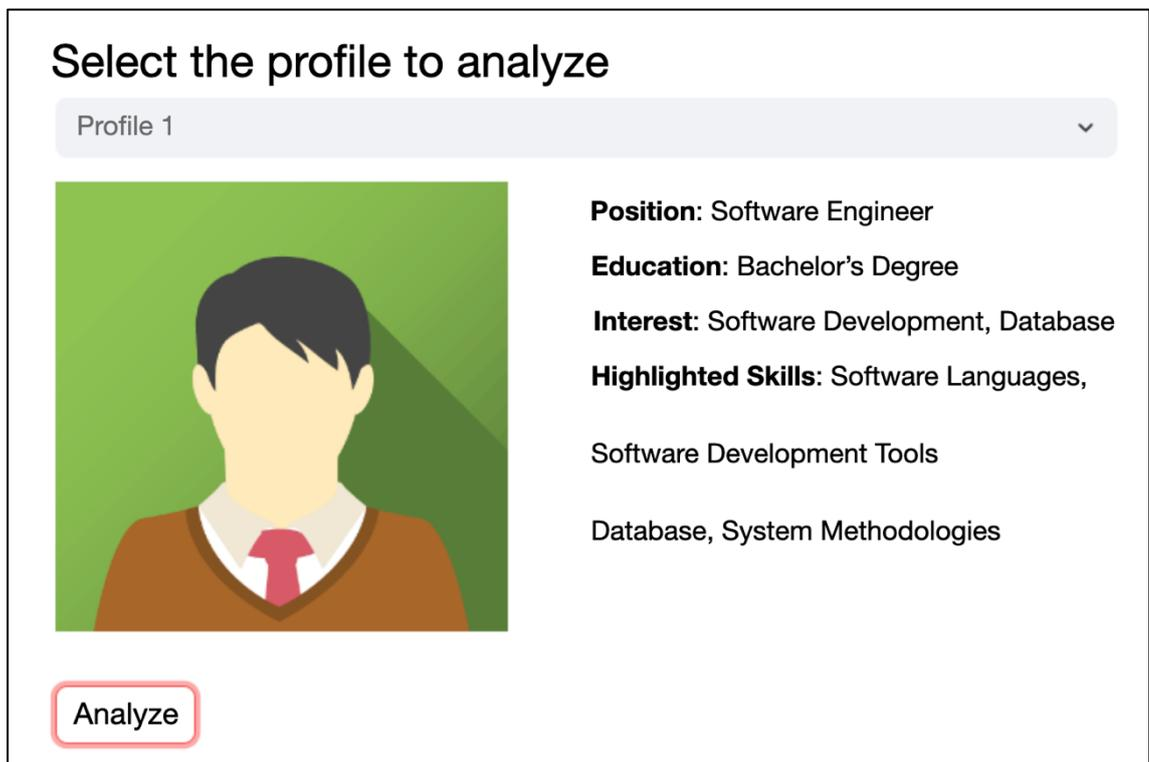 Select the profile to analyze
Profile 1
Position: Software Engineer
Education: Bachelor’s Degree
Interest: Software Development, Database
Highlighted Skills: Software Languages,
Software Development Tools
Database, System Methodologies
Analyze